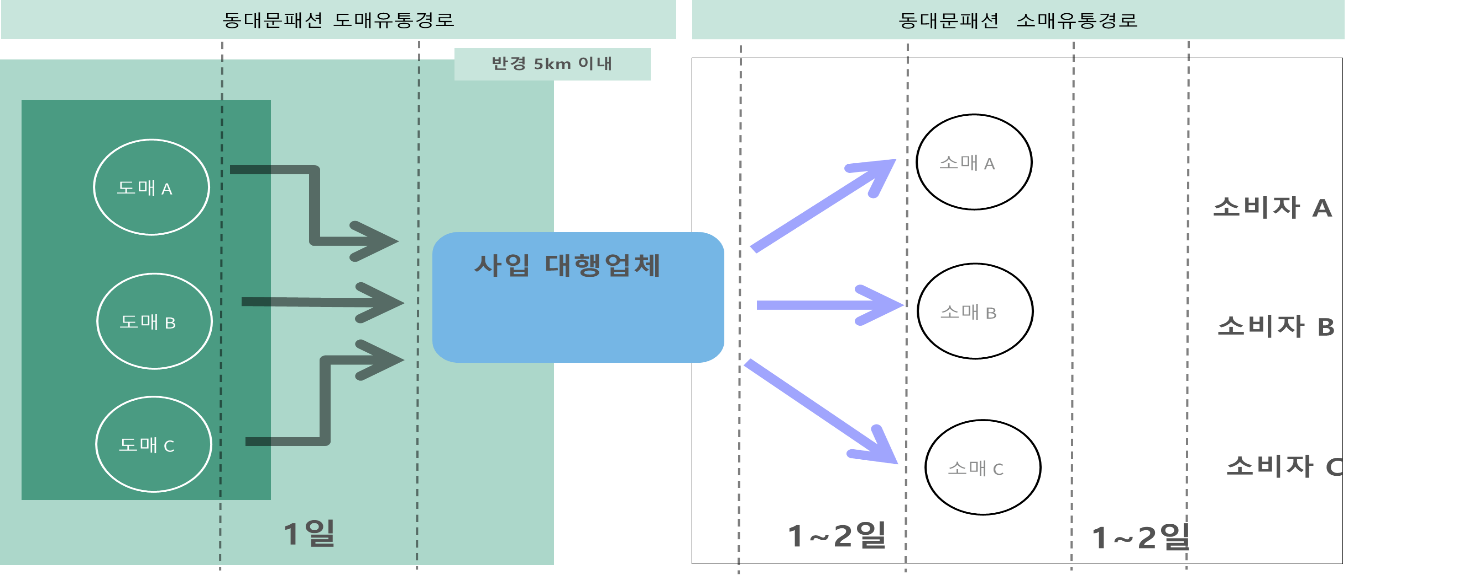 동대문패션 도매유통경로
동대문패션 소매유통경로
반경 5km 이내
도매 A
도매 B
도매 C
1일
사입 대행업체
소매 A
소매 B
소매 C
1~2일
1~2일
소비자 A
소비자 B
소비자 C